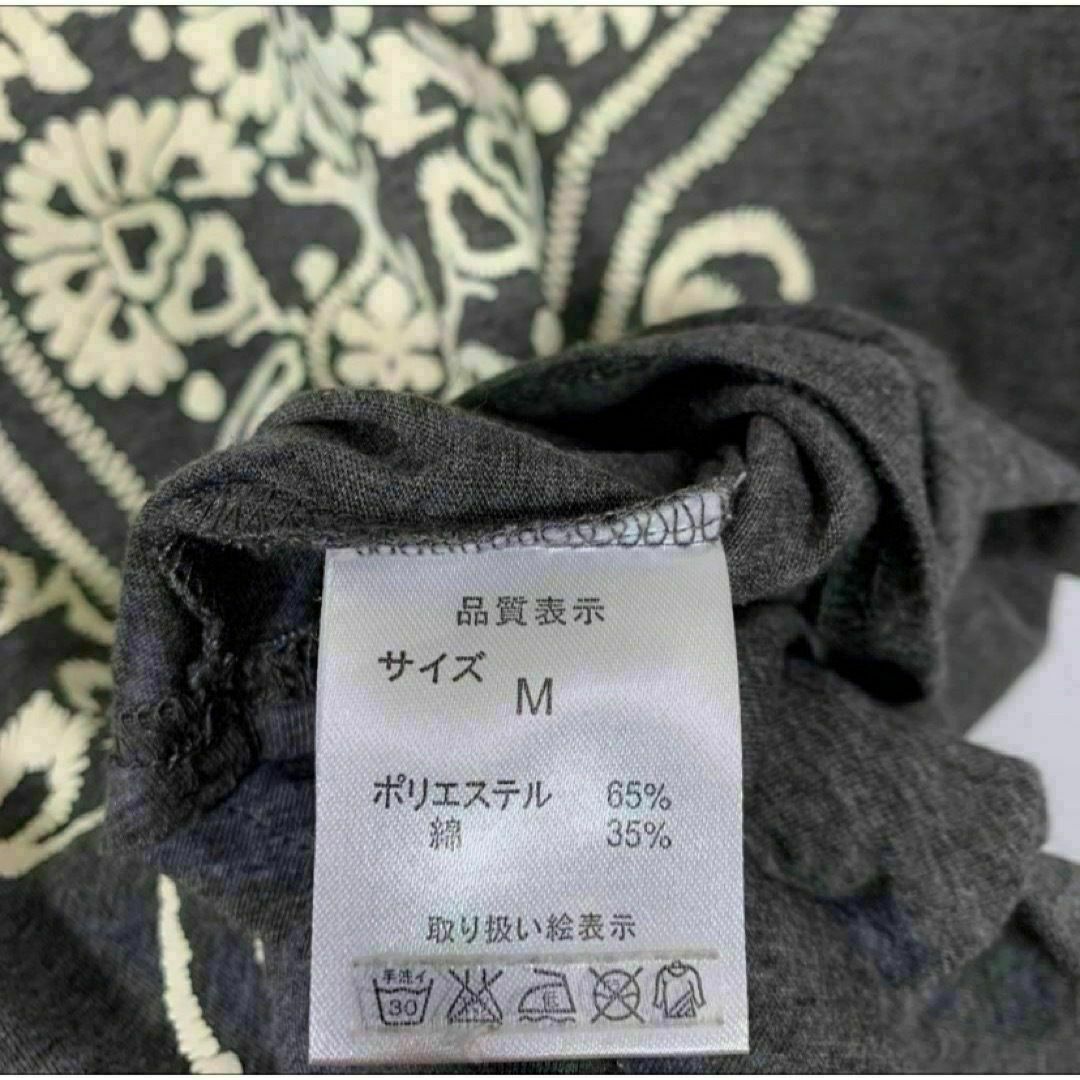 品質表示
サイズ
M
ポリエステル 65%
綿 35%
取り扱い絵表示
手洗イ
30 低